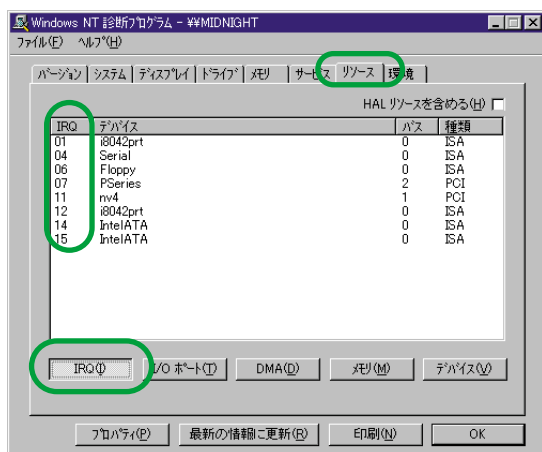 Windows NT 診断ﾌﾟﾛｸﾞﾗﾑ - ¥¥MIDNIGHT
ﾌｧｲﾙ(F) ﾍﾙﾌﾟ(H)
ﾊﾞｰｼﾞｮﾝ ｼｽﾃﾑ ﾃﾞｨｽﾌﾟﾚｲ ﾄﾞﾗｲﾌﾞ ﾒﾓﾘ ｻｰﾋﾞｽ ﾘｿｰｽ 環境
HAL ﾘｿｰｽを含める(H)
IRQ ﾃﾞﾊﾞｲｽ ﾊﾞｽ 種類
01 i8042prt 0 ISA
04 Serial 0 ISA
06 Floppy 0 ISA
07 PSeries 2 PCI
11 nv4 1 PCI
12 i8042prt 0 ISA
14 IntelATA 0 ISA
15 IntelATA 0 ISA
IRQ(I) I/O ﾎﾟｰﾄ(T) DMA(D) ﾒﾓﾘ(M) ﾃﾞﾊﾞｲｽ(V)
ﾌﾟﾛﾊﾟﾃｨ(P) 最新の情報に更新(R) 印刷(N) OK